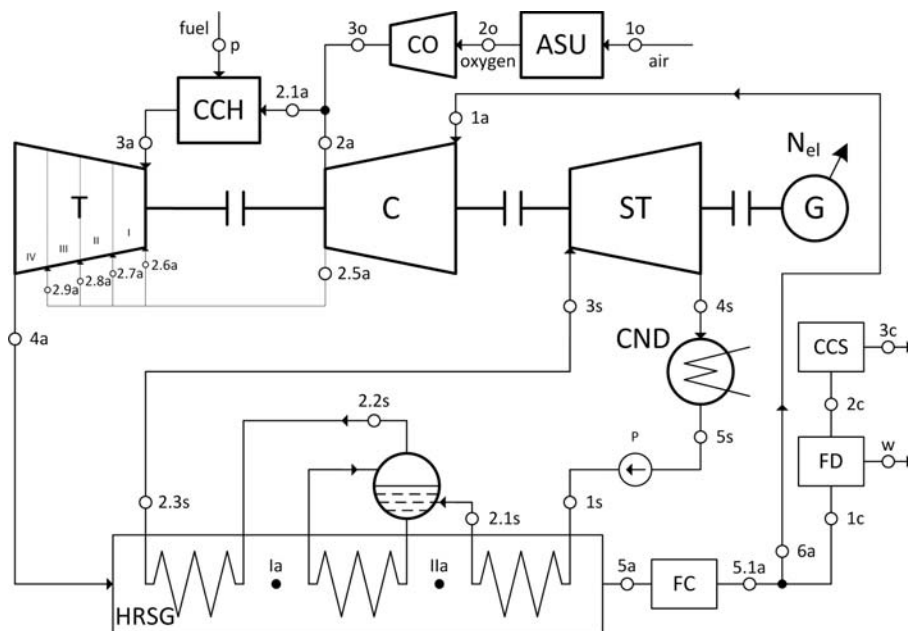 fuel
p
3o
CO
2o
oxygen
ASU
1o
air
CCH
2.1a
1a
3a
2a
N_el
T
C
ST
G
IV
III
II
I
2.9a
2.8a
2.7a
2.6a
2.5a
3s
4s
4a
CND
CCS
3c
2c
2.2s
P
5s
FD
w
2.3s
2.1s
1s
1c
6a
Ia
IIa
5a
FC
5.1a
HRSG